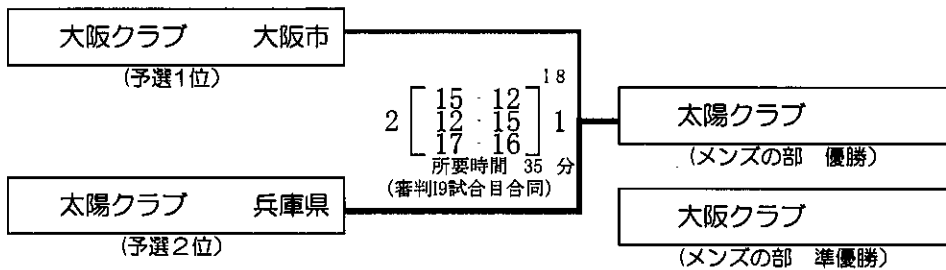 大阪クラブ 大阪市
(予選1位)
18
2 [ 15 - 12 ] 1
12 - 15
17 - 16
所要時間 35 分
(審判19試合目合同)
太陽クラブ 兵庫県
(予選2位)
太陽クラブ
(メンズの部 優勝)
大阪クラブ
(メンズの部 準優勝)